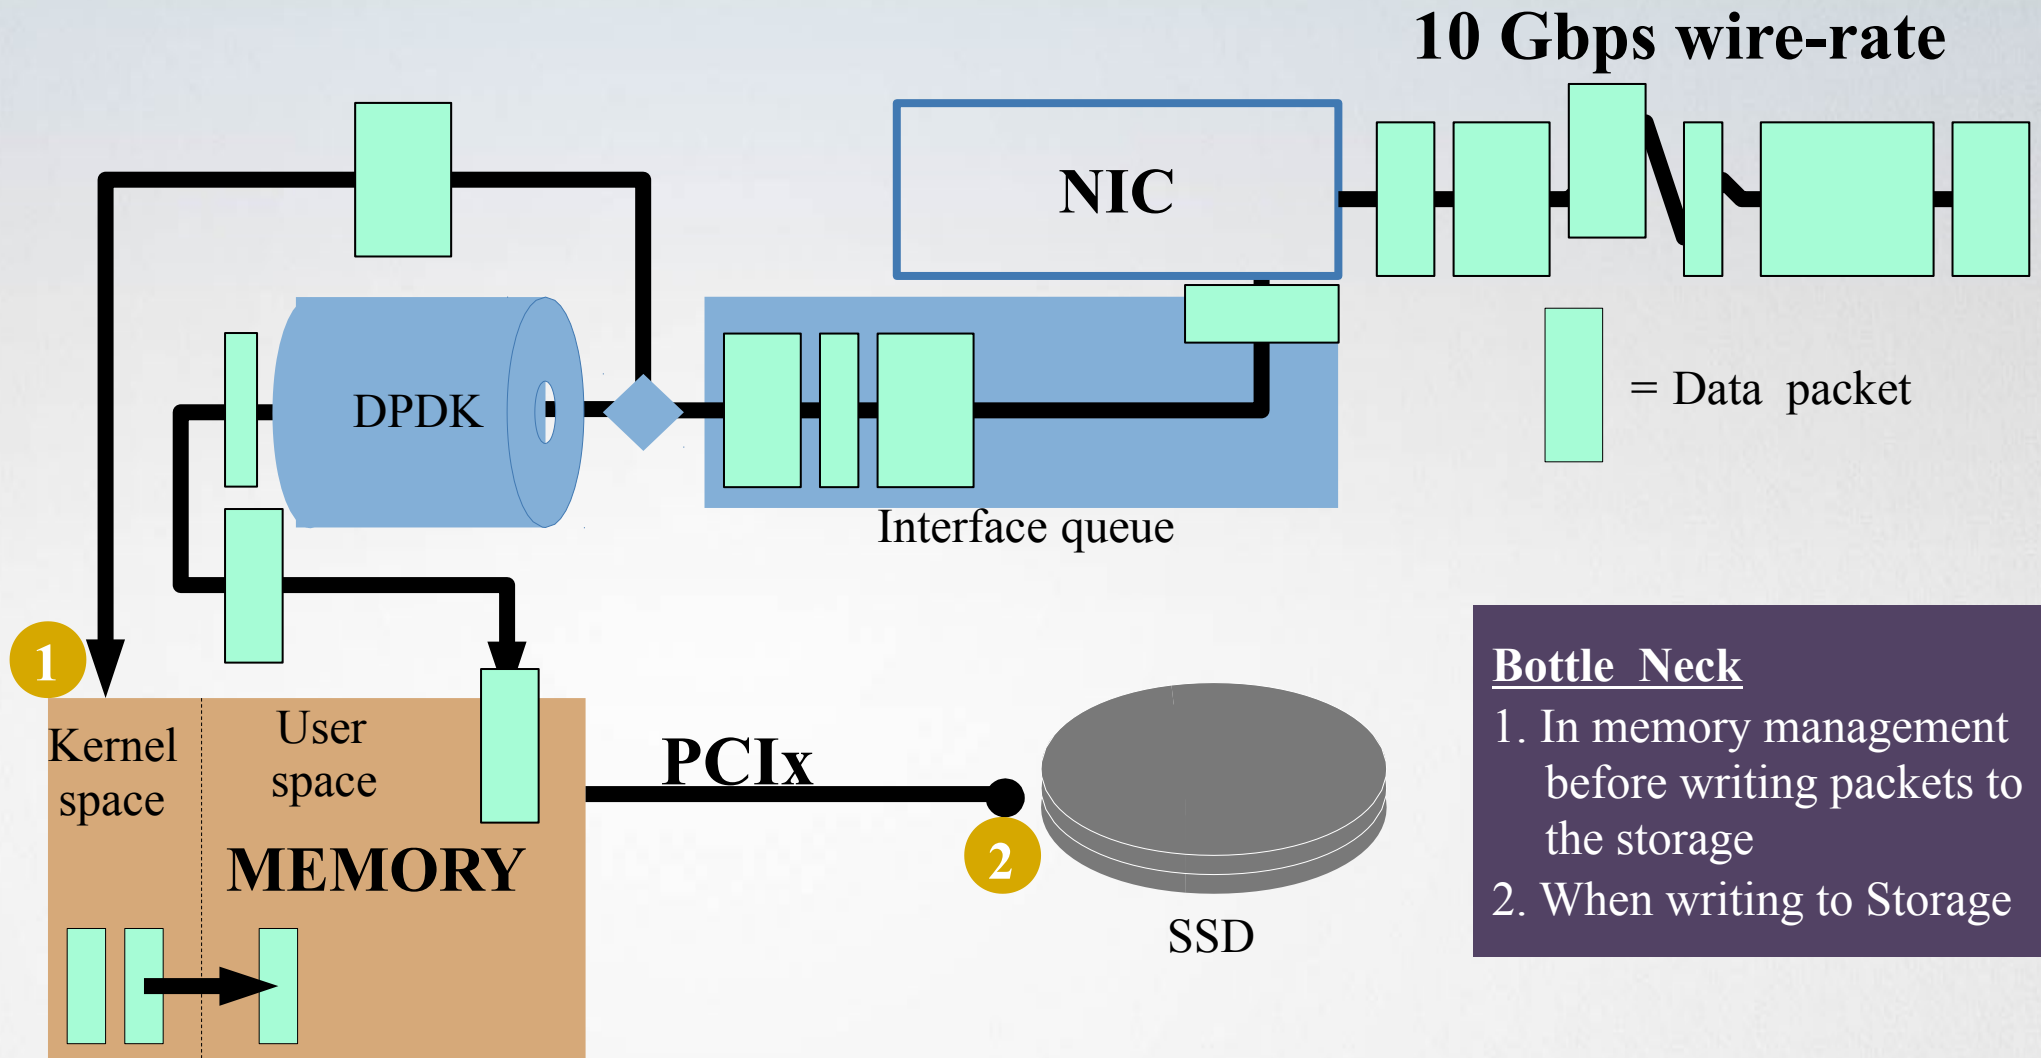 10 Gbps wire-rate
NIC
DPDK
= Data packet
Interface queue
1
Kernel
space
User
space
MEMORY
PCIx
2
SSD
Bottle Neck
1. In memory management
before writing packets to
the storage
2. When writing to Storage